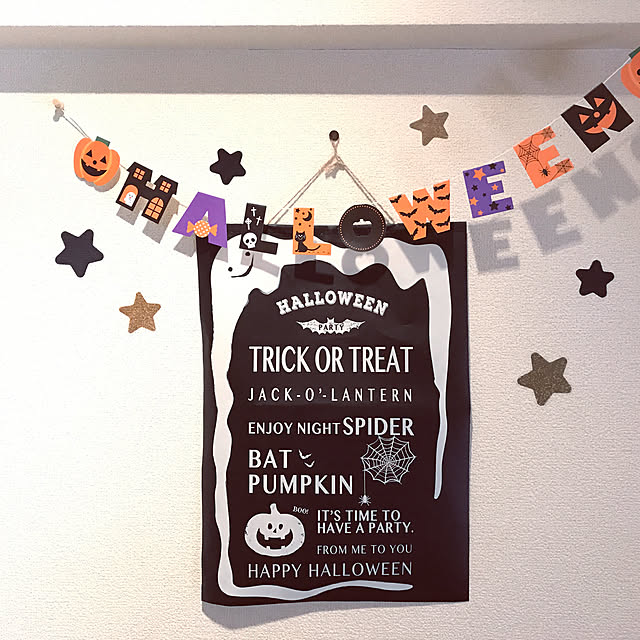 HALLOWEEN
HALLOWEEN
PARTY
TRICK OR TREAT
JACK-O'-LANTERN
ENJOY NIGHT SPIDER
BAT
PUMPKIN
BOO!
IT'S TIME TO
HAVE A PARTY.
FROM ME TO YOU
HAPPY HALLOWEEN